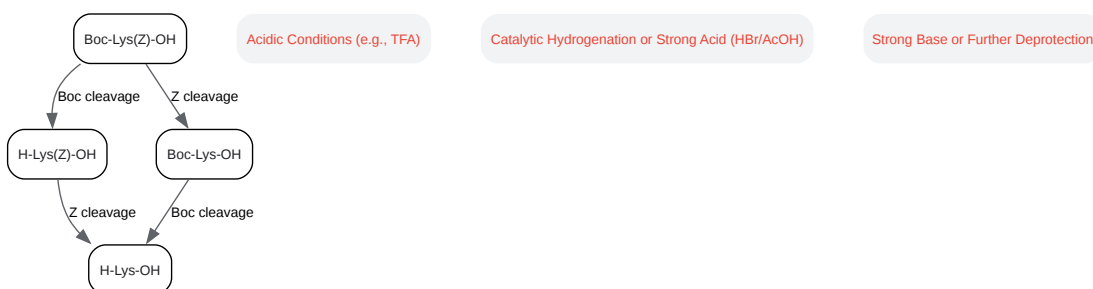 Boc-Lys(Z)-OH
Acidic Conditions (e.g., TFA)
Catalytic Hydrogenation or Strong Acid (HBr/AcOH)
Strong Base or Further Deprotection
Boc cleavage
Z cleavage
H-Lys(Z)-OH
Boc-Lys-OH
Z cleavage
Boc cleavage
H-Lys-OH